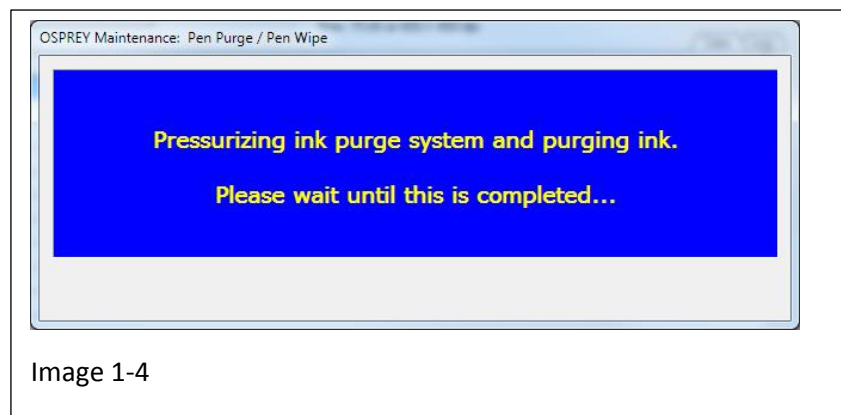 OSPREY Maintenance: Pen Purge / Pen Wipe
Pressurizing ink purge system and purging ink.
Please wait until this is completed...
Image 1-4